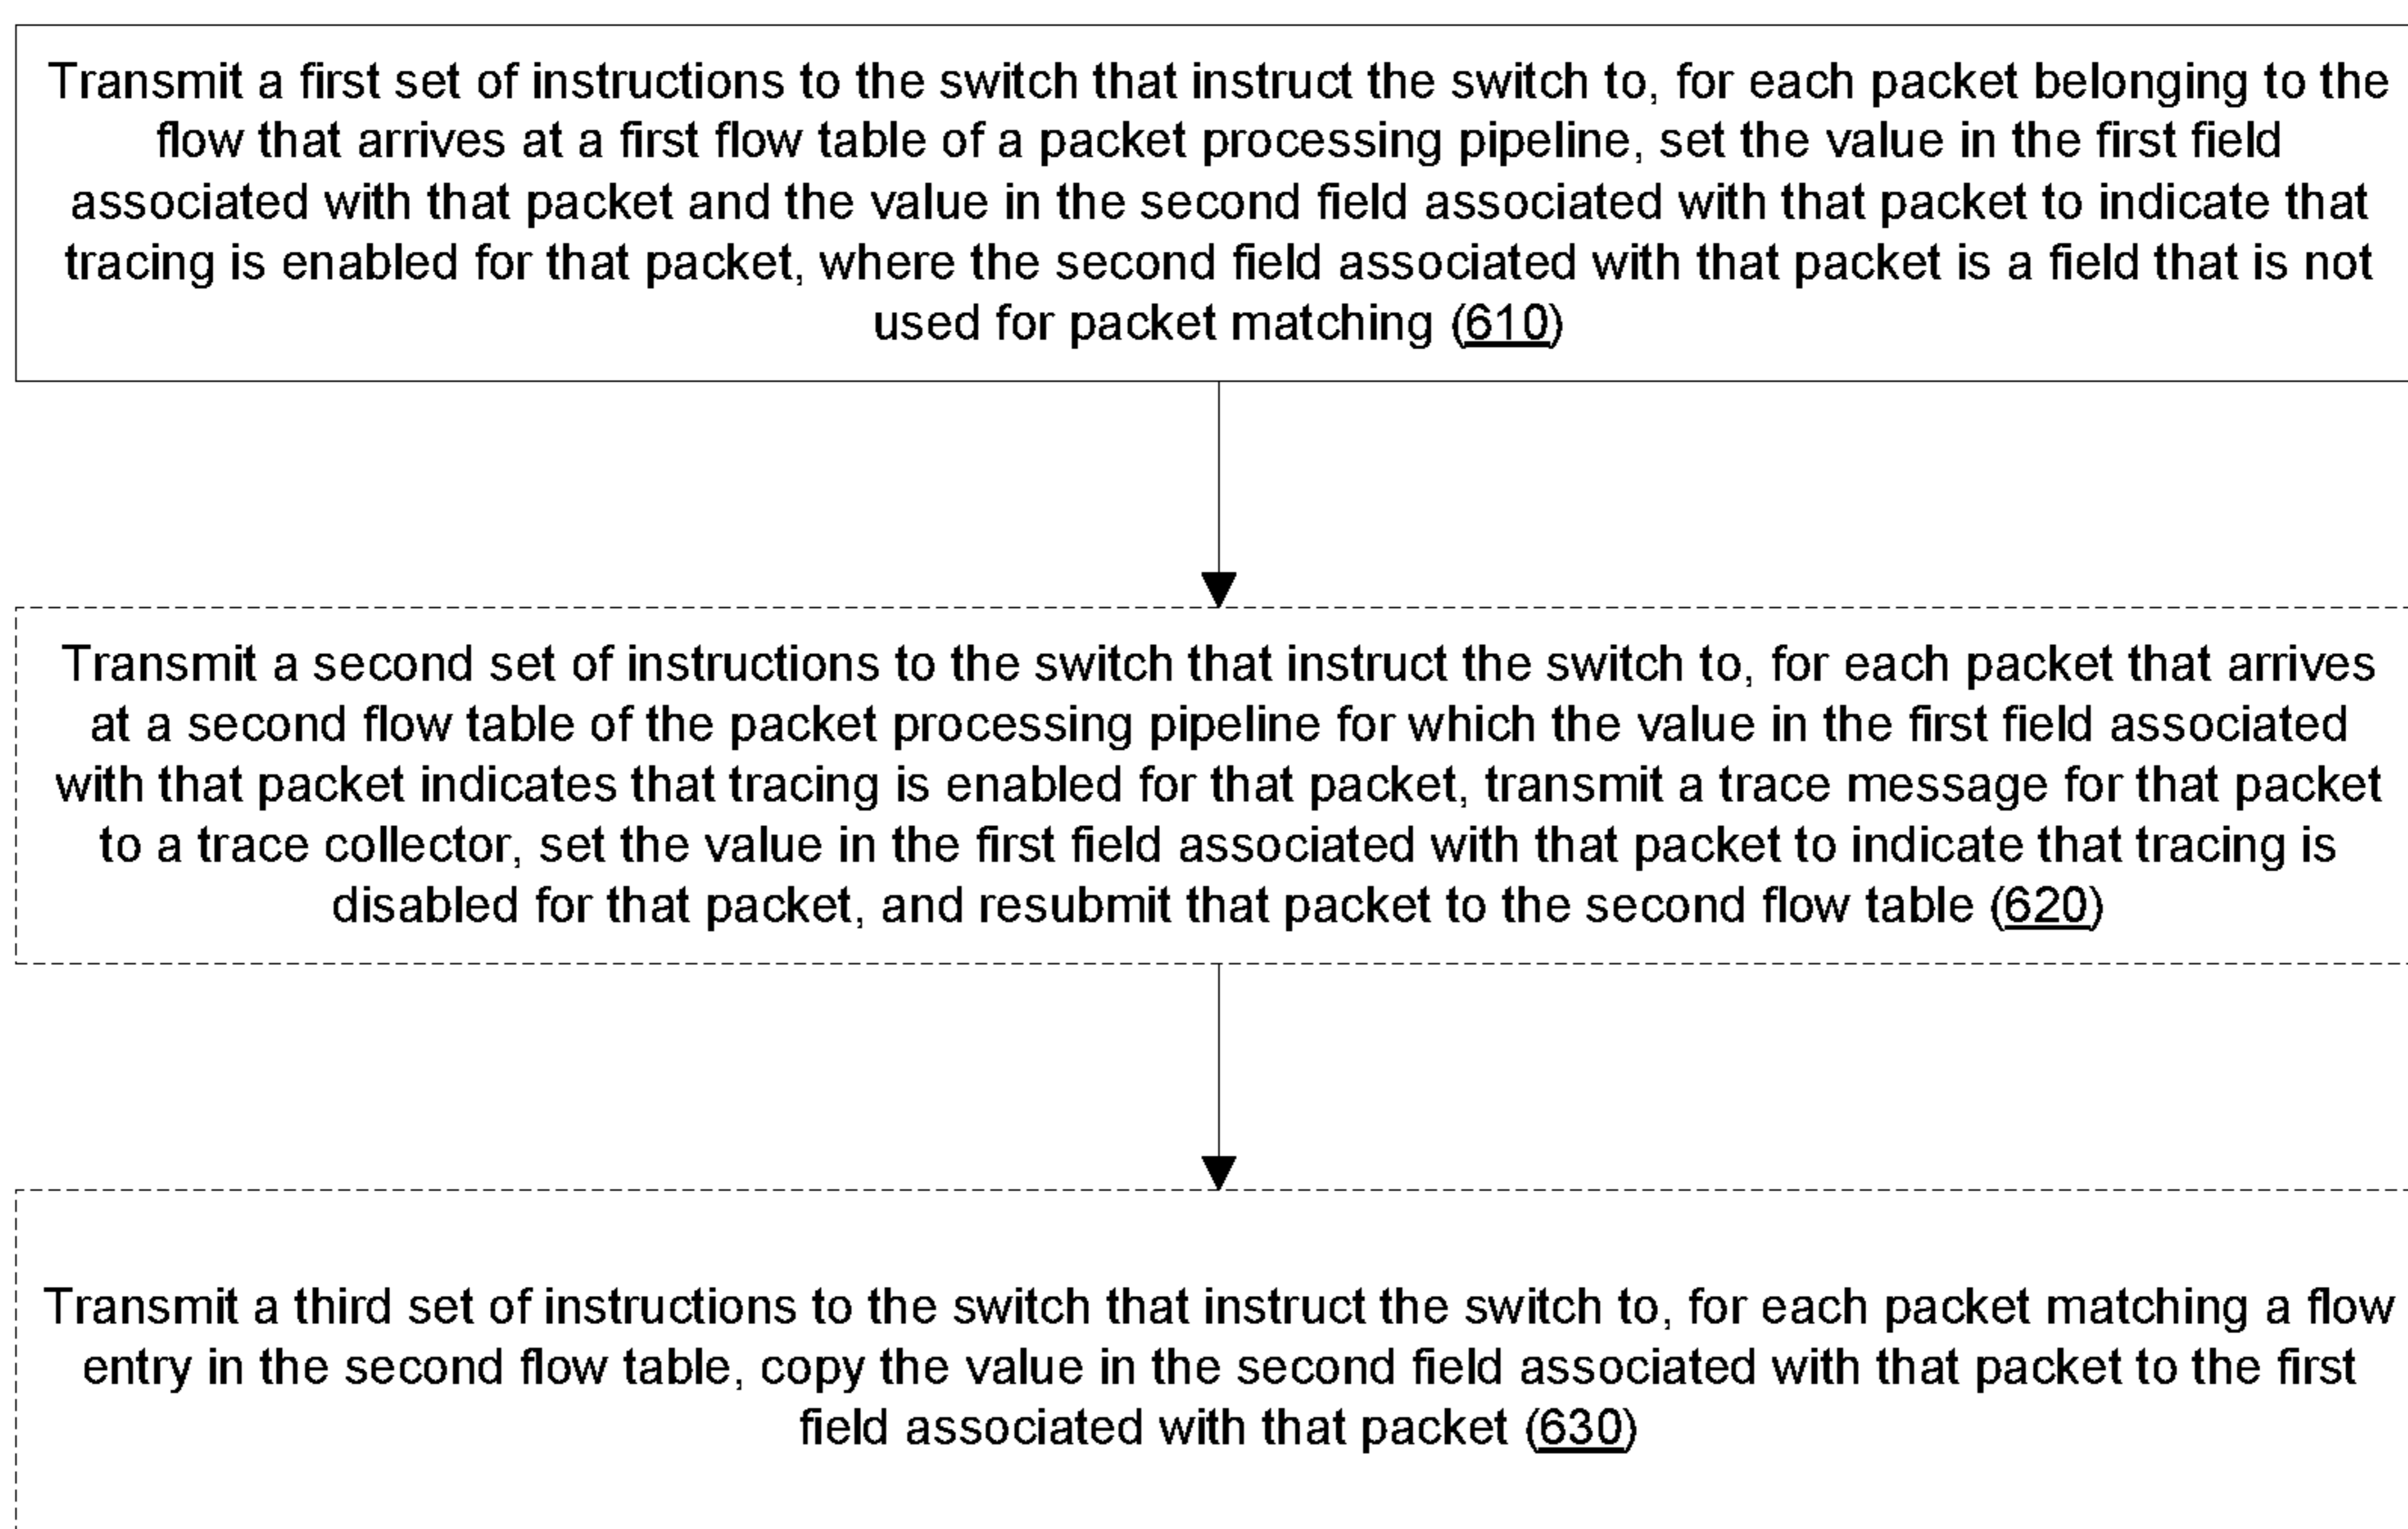 Transmit a first set of instructions to the switch that instruct the switch to, for each packet belonging to the
flow that arrives at a first flow table of a packet processing pipeline, set the value in the first field
associated with that packet and the value in the second field associated with that packet to indicate that
tracing is enabled for that packet, where the second field associated with that packet is a field that is not
used for packet matching (610)
Transmit a second set of instructions to the switch that instruct the switch to, for each packet that arrives
at a second flow table of the packet processing pipeline for which the value in the first field associated
with that packet indicates that tracing is enabled for that packet, transmit a trace message for that packet
to a trace collector, set the value in the first field associated with that packet to indicate that tracing is
disabled for that packet, and resubmit that packet to the second flow table (620)
Transmit a third set of instructions to the switch that instruct the switch to, for each packet matching a flow
entry in the second flow table, copy the value in the second field associated with that packet to the first
field associated with that packet (630)